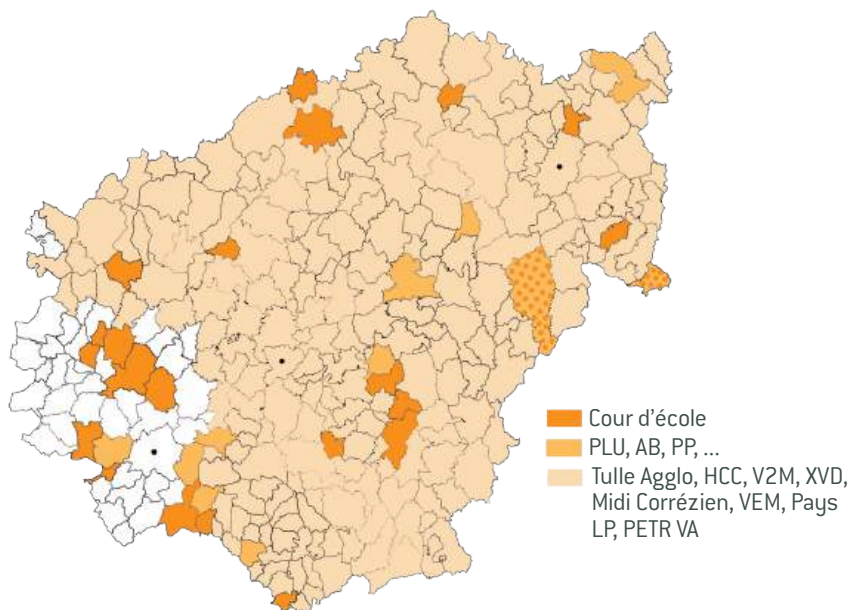 Cour d'école
PLU, AB, PP, ...
Tulle Agglo, HCC, V2M, XVD,
Midi Corrézien, VEM, Pays
LP, PETR VA